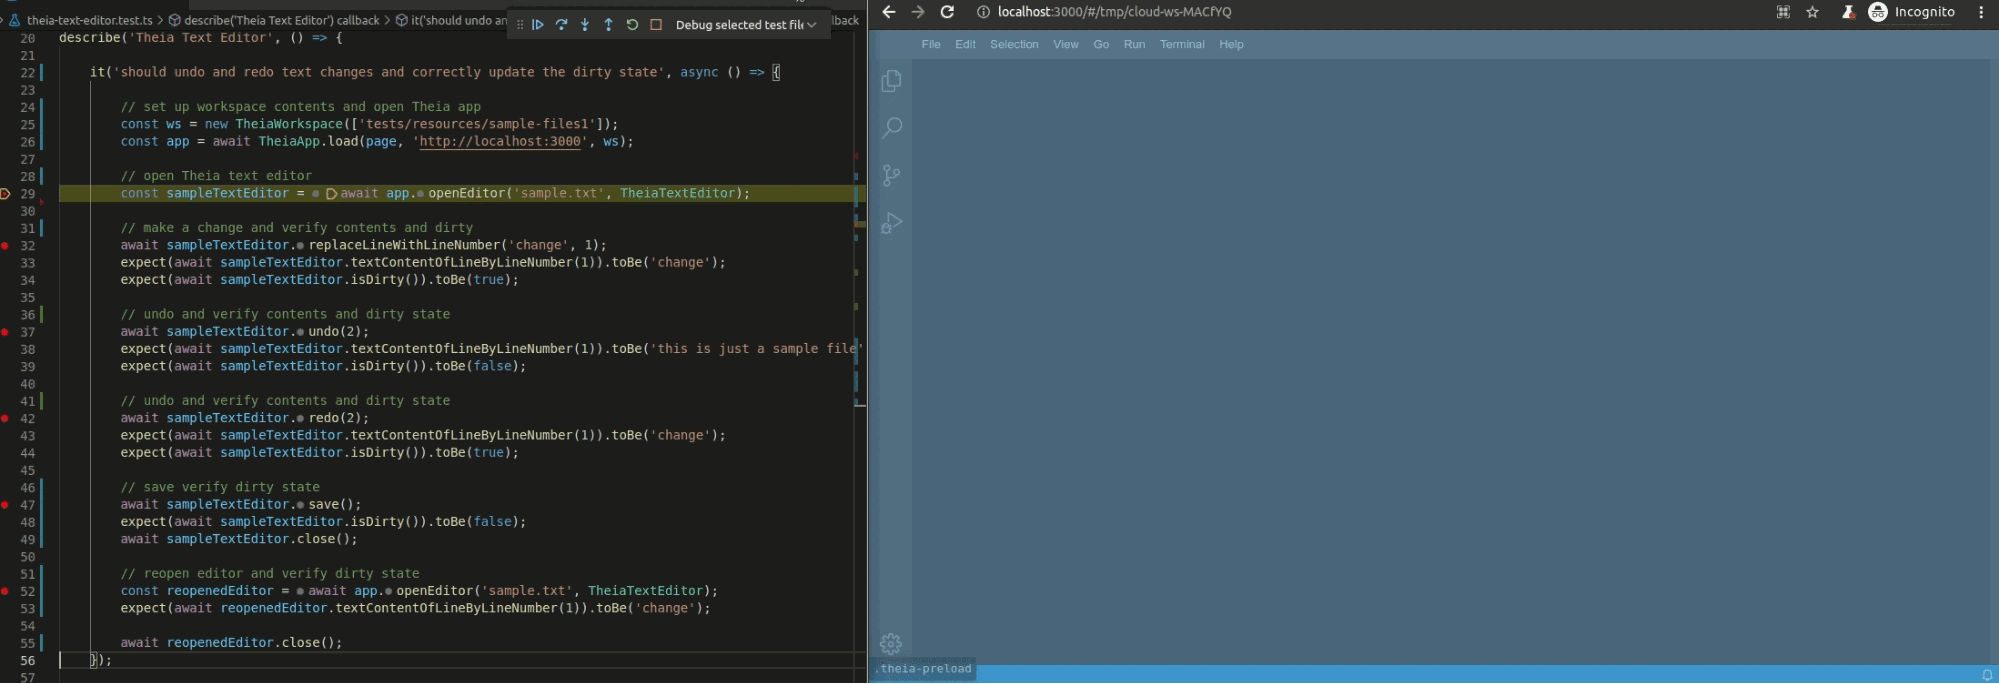 theia-text-editor.test.ts > describe('Theia Text Editor') callback > it('should undo an
Debug selected test file
lback
20 describe('Theia Text Editor', () => {
21
22 it('should undo and redo text changes and correctly update the dirty state', async () => {
23
24 // set up workspace contents and open Theia app
25 const ws = new TheiaWorkspace(['tests/resources/sample-files1']);
26 const app = await TheiaApp.load(page, 'http://localhost:3000', ws);
27
28 // open Theia text editor
29 const sampleTextEditor = await app.openEditor('sample.txt', TheiaTextEditor);
30
31 // make a change and verify contents and dirty
32 await sampleTextEditor.replaceLineWithLineNumber('change', 1);
33 expect(await sampleTextEditor.textContentOfLineByLineNumber(1)).toBe('change');
34 expect(await sampleTextEditor.isDirty()).toBe(true);
35
36 // undo and verify contents and dirty state
37 await sampleTextEditor.undo(2);
38 expect(await sampleTextEditor.textContentOfLineByLineNumber(1)).toBe('this is just a sample file'
39 expect(await sampleTextEditor.isDirty()).toBe(false);
40
41 // undo and verify contents and dirty state
42 await sampleTextEditor.redo(2);
43 expect(await sampleTextEditor.textContentOfLineByLineNumber(1)).toBe('change');
44 expect(await sampleTextEditor.isDirty()).toBe(true);
45
46 // save verify dirty state
47 await sampleTextEditor.save();
48 expect(await sampleTextEditor.isDirty()).toBe(false);
49 await sampleTextEditor.close();
50
51 // reopen editor and verify dirty state
52 const reopenedEditor = await app.openEditor('sample.txt', TheiaTextEditor);
53 expect(await reopenedEditor.textContentOfLineByLineNumber(1)).toBe('change');
54
55 await reopenedEditor.close();
56 });
57
localhost:3000/#/tmp/cloud-ws-MACfYQ
Incognito
File Edit Selection View Go Run Terminal Help
.theia-preload